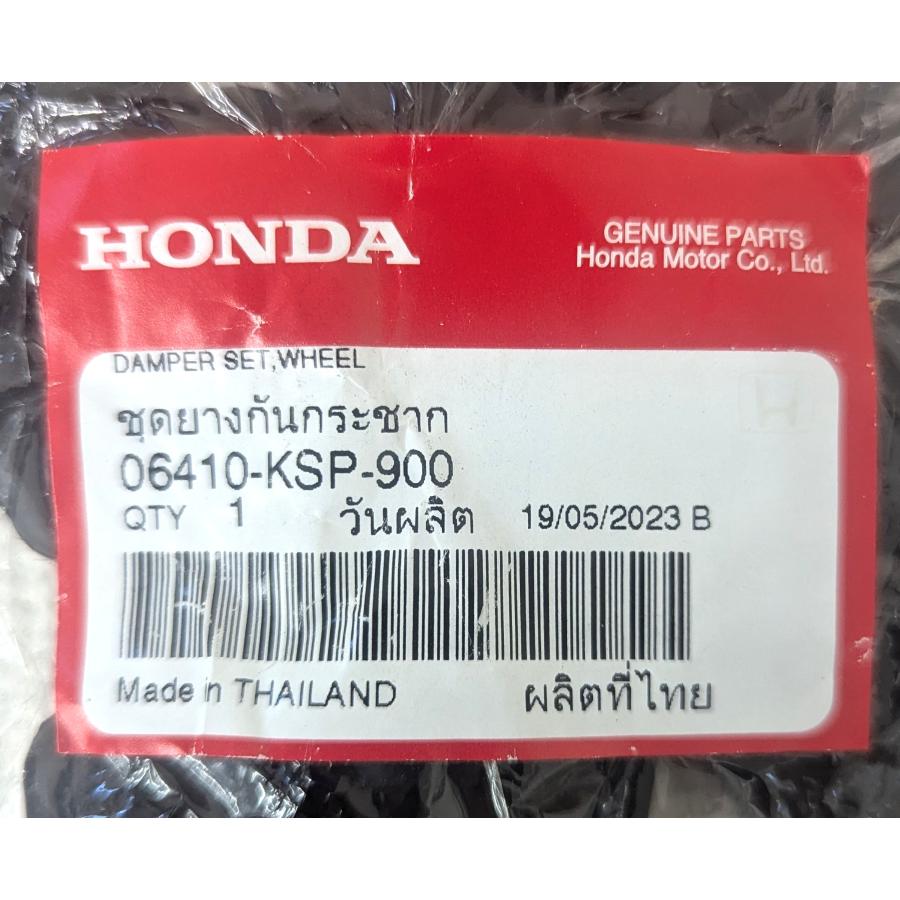 HONDA
GENUINE PARTS
Honda Motor Co., Ltd.
DAMPER SET,WHEEL
ชุดยางกันกระชาก
06410-KSP-900
QTY 1 วันผลิต 19/05/2023 B
Made in THAILAND ผลิตที่ไทย